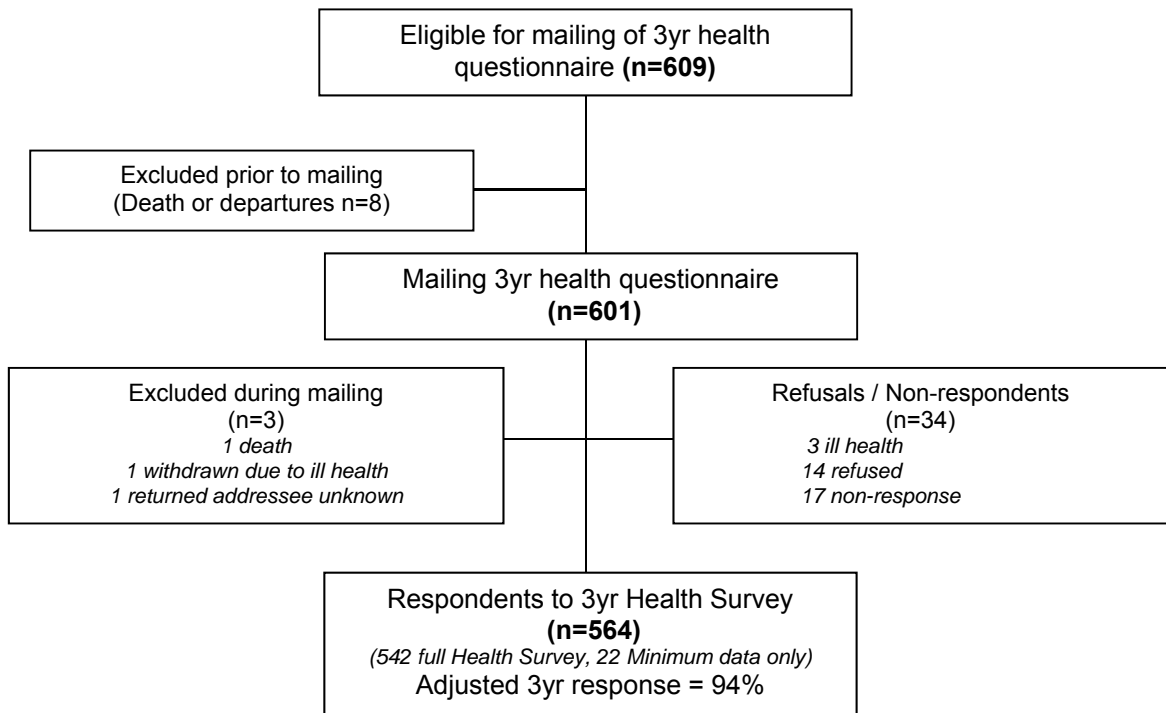 Eligible for mailing of 3yr health
questionnaire (n=609)
Excluded prior to mailing
(Death or departures n=8)
Mailing 3yr health questionnaire
(n=601)
Excluded during mailing
(n=3)
1 death
1 withdrawn due to ill health
1 returned addressee unknown
Refusals / Non-respondents
(n=34)
3 ill health
14 refused
17 non-response
Respondents to 3yr Health Survey
(n=564)
(542 full Health Survey, 22 Minimum data only)
Adjusted 3yr response = 94%